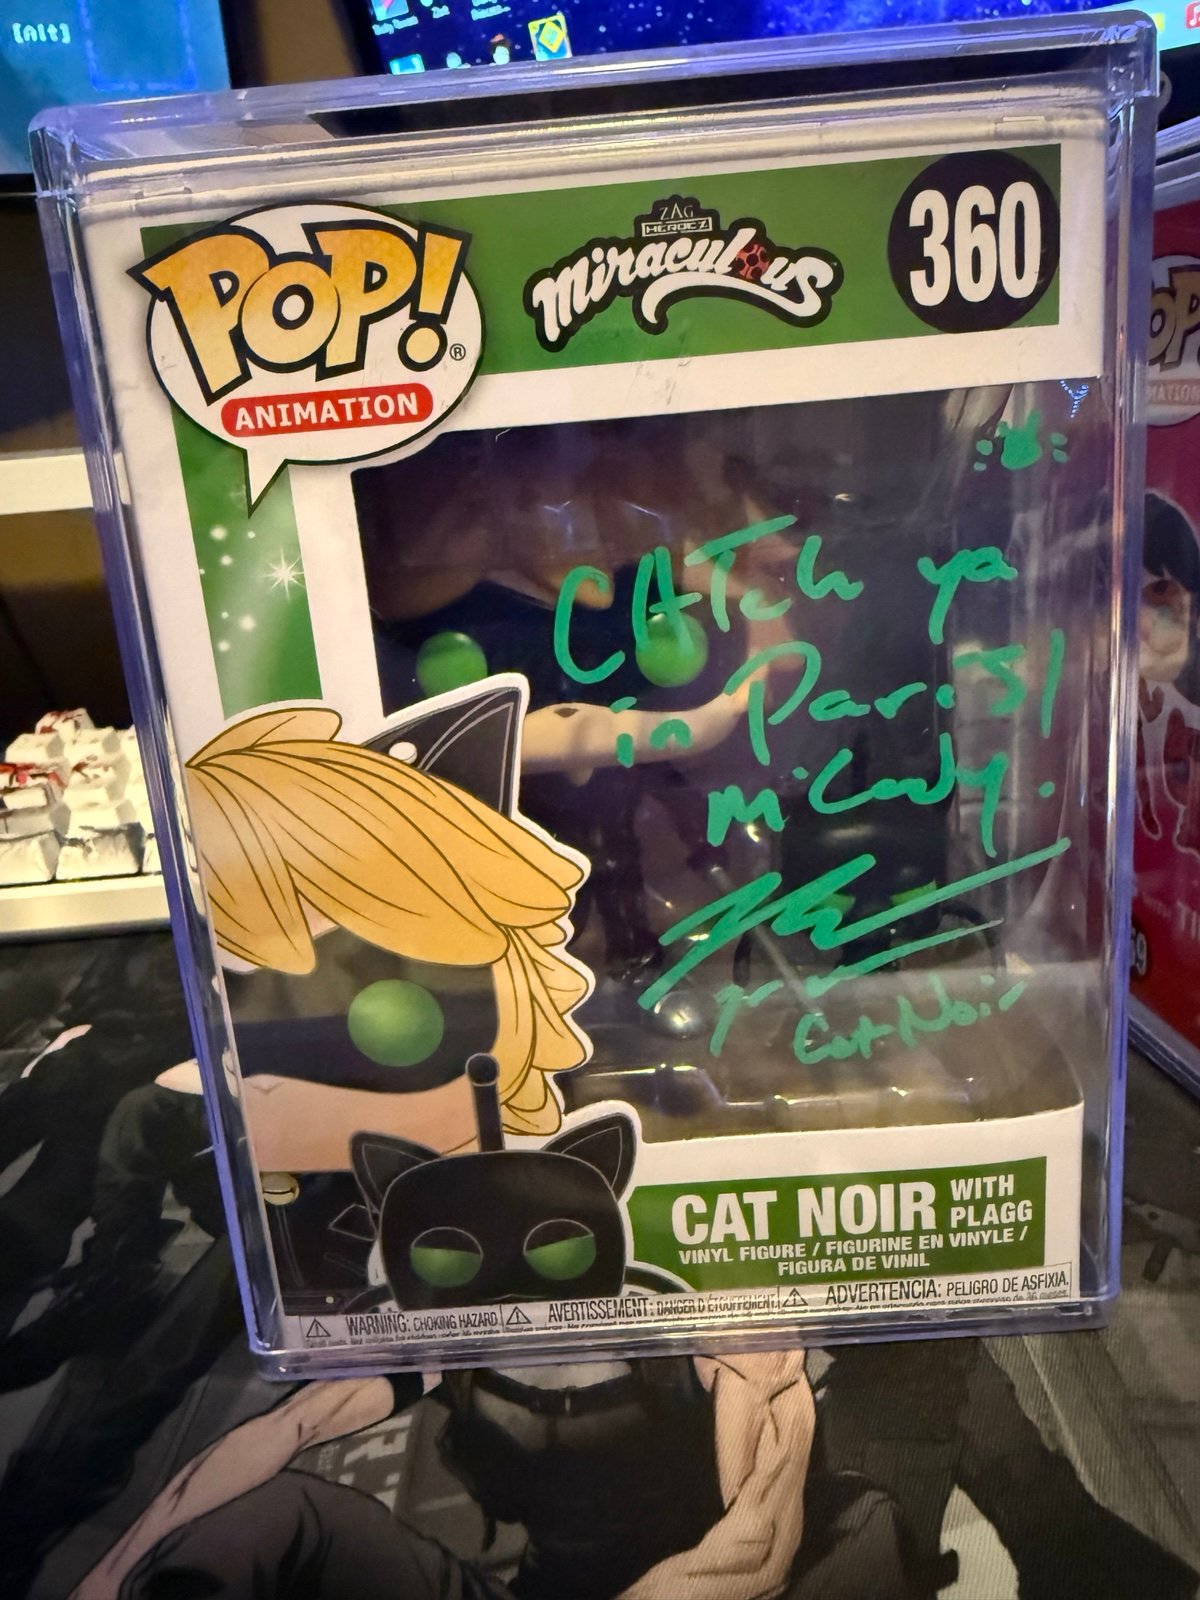 [Alt]
POP!
ANIMATION
ZAG
HEROEZ
Miraculous
360
CATch ya
in Paris!
m'Lady.
Cat Noir
CAT NOIR WITH PLAGG
VINYL FIGURE / FIGURINE EN VINYLE /
FIGURA DE VINIL
WARNING: CHOKING HAZARD
AVERTISSEMENT: DANGER D'ÉTOUFFEMENT.
ADVERTENCIA: PELIGRO DE ASFIXIA.